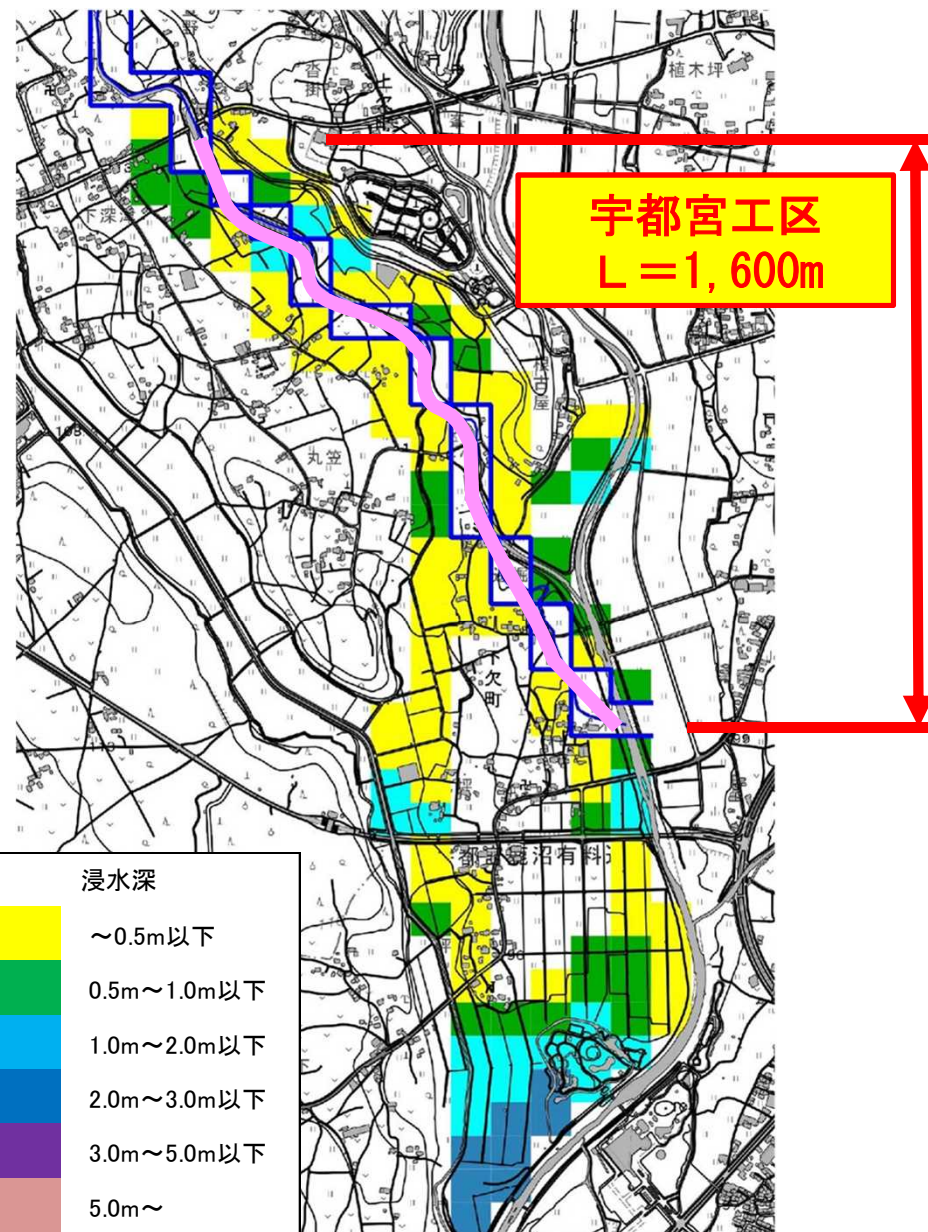 植木坪
宇都宮工区
L=1,600m
丸笠
欠町
浸水深
～0.5m以下
0.5m～1.0m以下
1.0m～2.0m以下
2.0m～3.0m以下
3.0m～5.0m以下
5.0m～